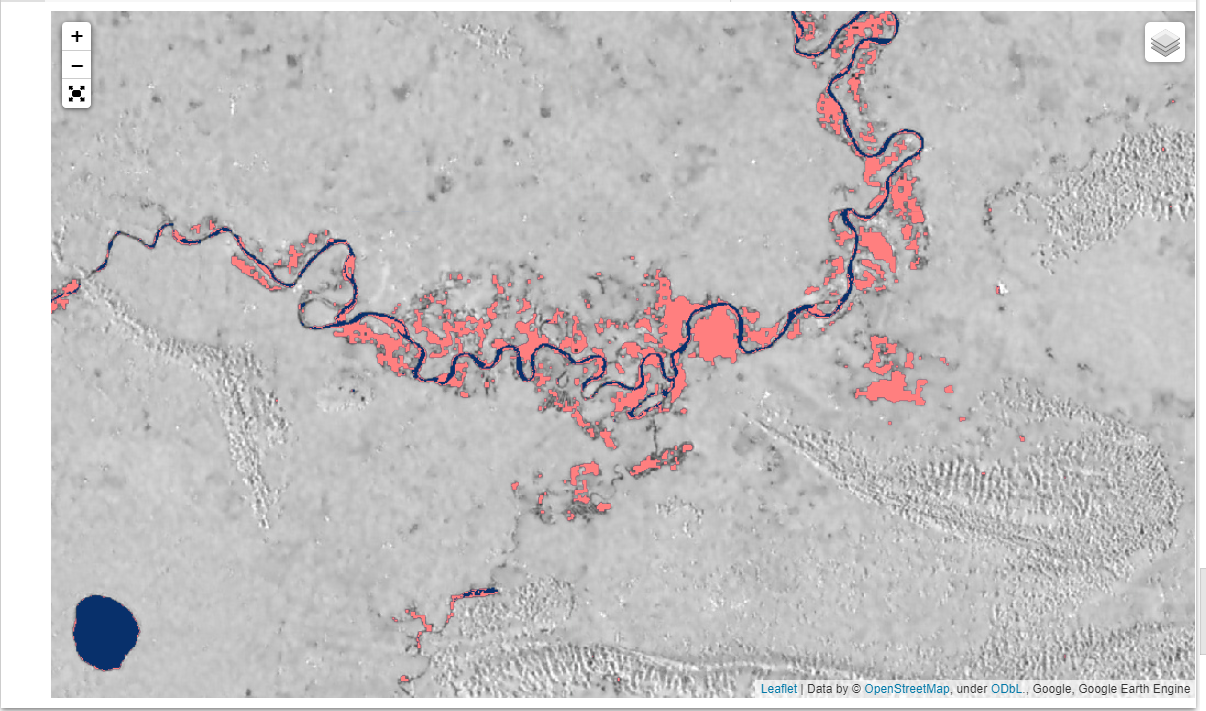 +
−
Leaflet | Data by © OpenStreetMap, under ODbL., Google, Google Earth Engine